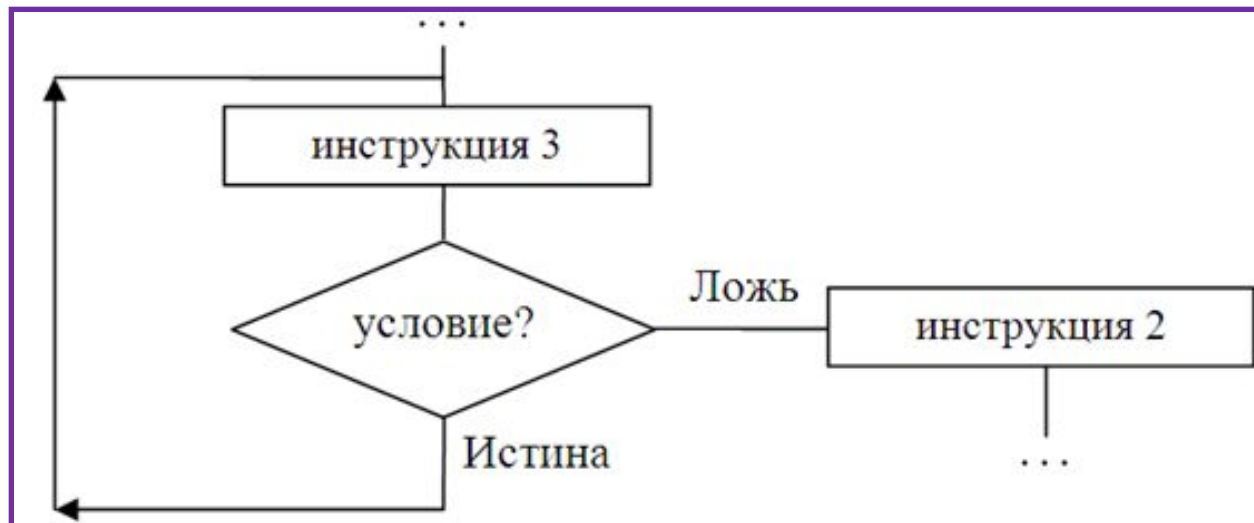 ...
инструкция 3
условие?
Ложь
инструкция 2
Истина
...